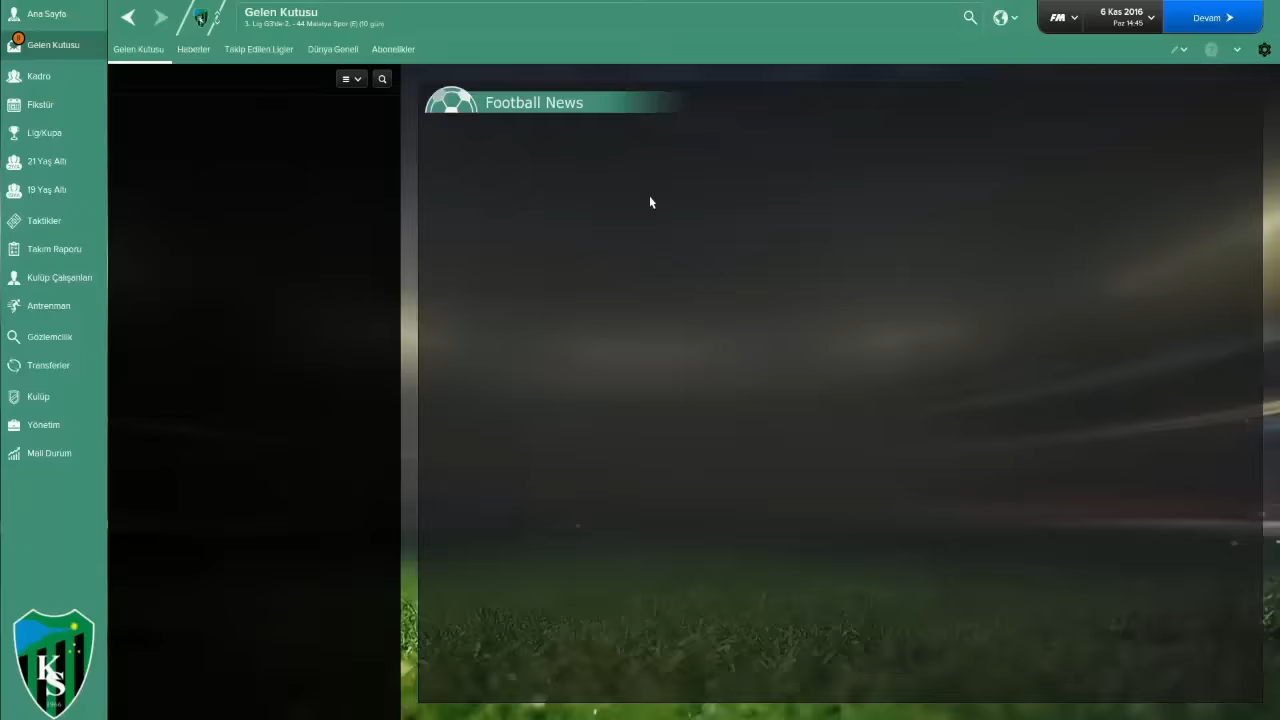 Ana Sayfa
8
Gelen Kutusu
Kadro
Fikstür
Lig/Kupa
21 Yaş Altı
19 Yaş Altı
Taktikler
Takım Raporu
Kulüp Çalışanları
Antrenman
Gözlemcilik
Transferler
Kulüp
Yönetim
Mali Durum
KS
Gelen Kutusu
3. Lig G3'de 2. - 44 Malatya Spor (E) (10 gün)
FM
6 Kas 2016
Paz 14:45
Devam
Gelen Kutusu
Haberler
Takip Edilen Ligler
Dünya Geneli
Abonelikler
?
Football News